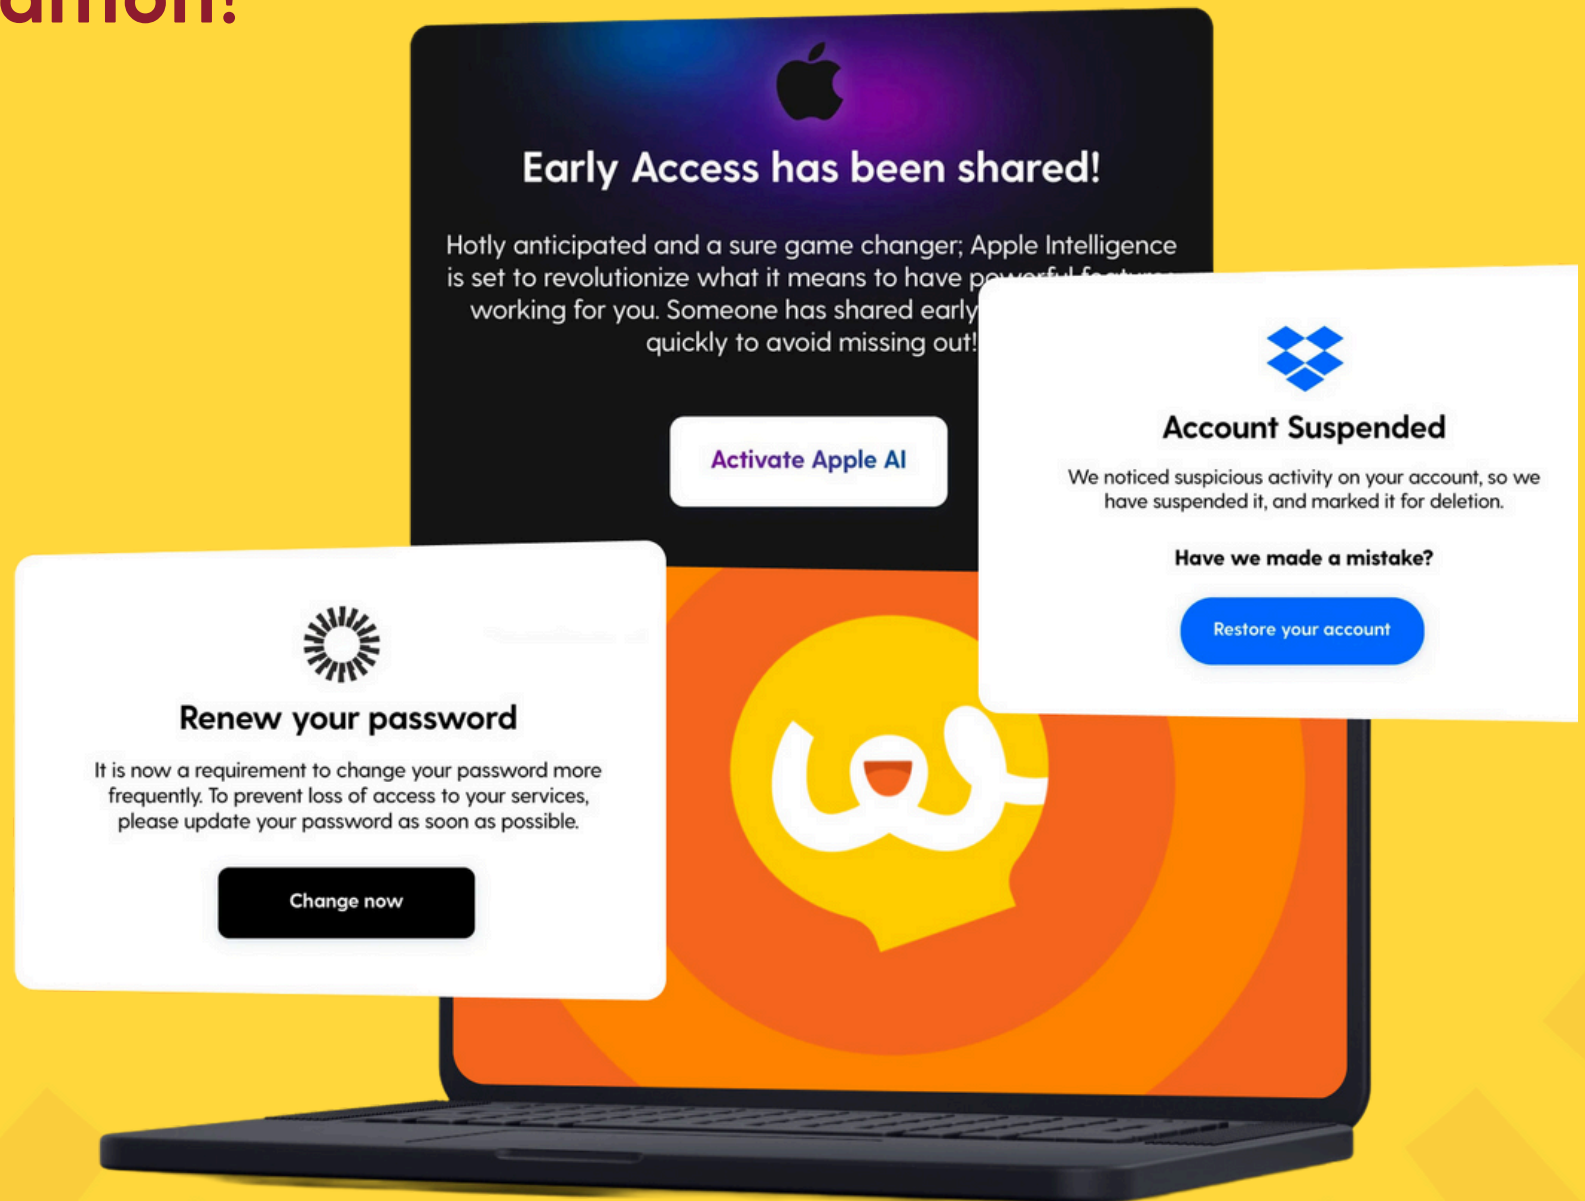 Early Access has been shared!
Hotly anticipated and a sure game changer; Apple Intelligence
is set to revolutionize what it means to have powerful
working for you. Someone has shared early
quickly to avoid missing out!
Activate Apple AI
Account Suspended
We noticed suspicious activity on your account, so we
have suspended it, and marked it for deletion.
Have we made a mistake?
Restore your account
Renew your password
It is now a requirement to change your password more
frequently. To prevent loss of access to your services,
please update your password as soon as possible.
Change now